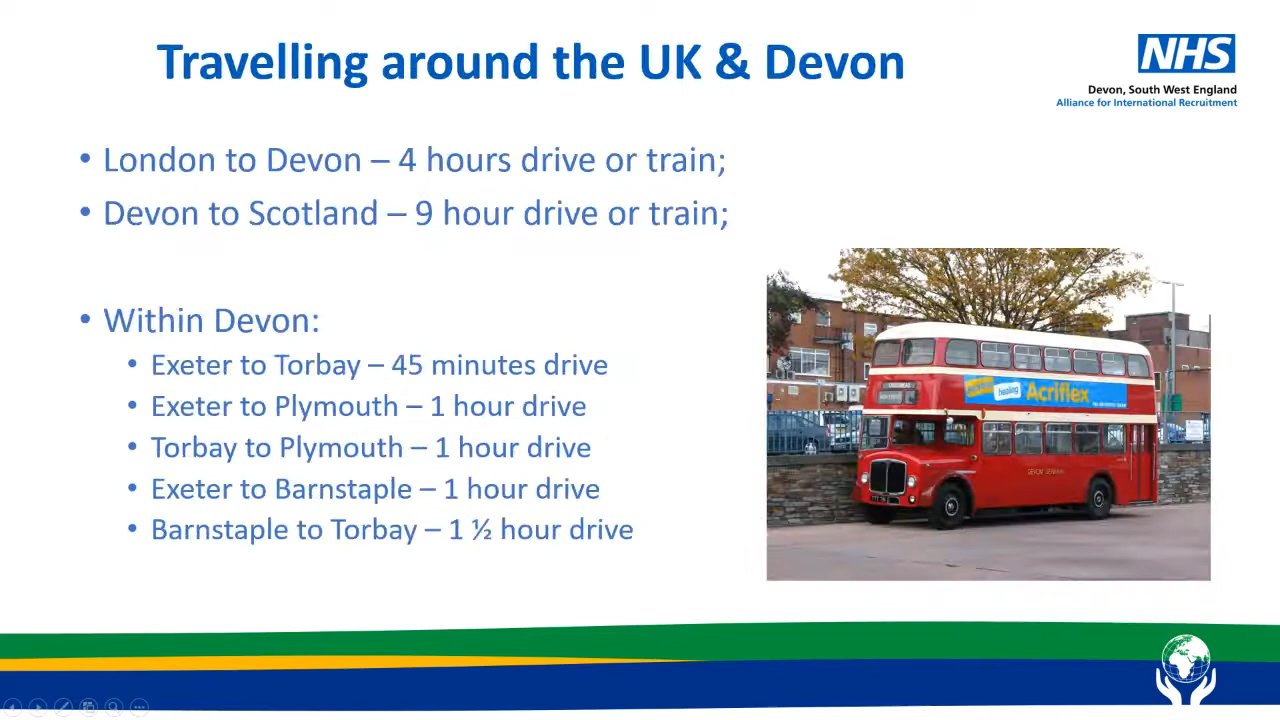 Travelling around the UK & Devon
NHS
Devon, South West England
Alliance for International Recruitment
• London to Devon – 4 hours drive or train;
• Devon to Scotland – 9 hour drive or train;
• Within Devon:
• Exeter to Torbay – 45 minutes drive
• Exeter to Plymouth – 1 hour drive
• Torbay to Plymouth – 1 hour drive
• Exeter to Barnstaple – 1 hour drive
• Barnstaple to Torbay – 1 ½ hour drive
healing
Acriflex
DEVON GENERAL